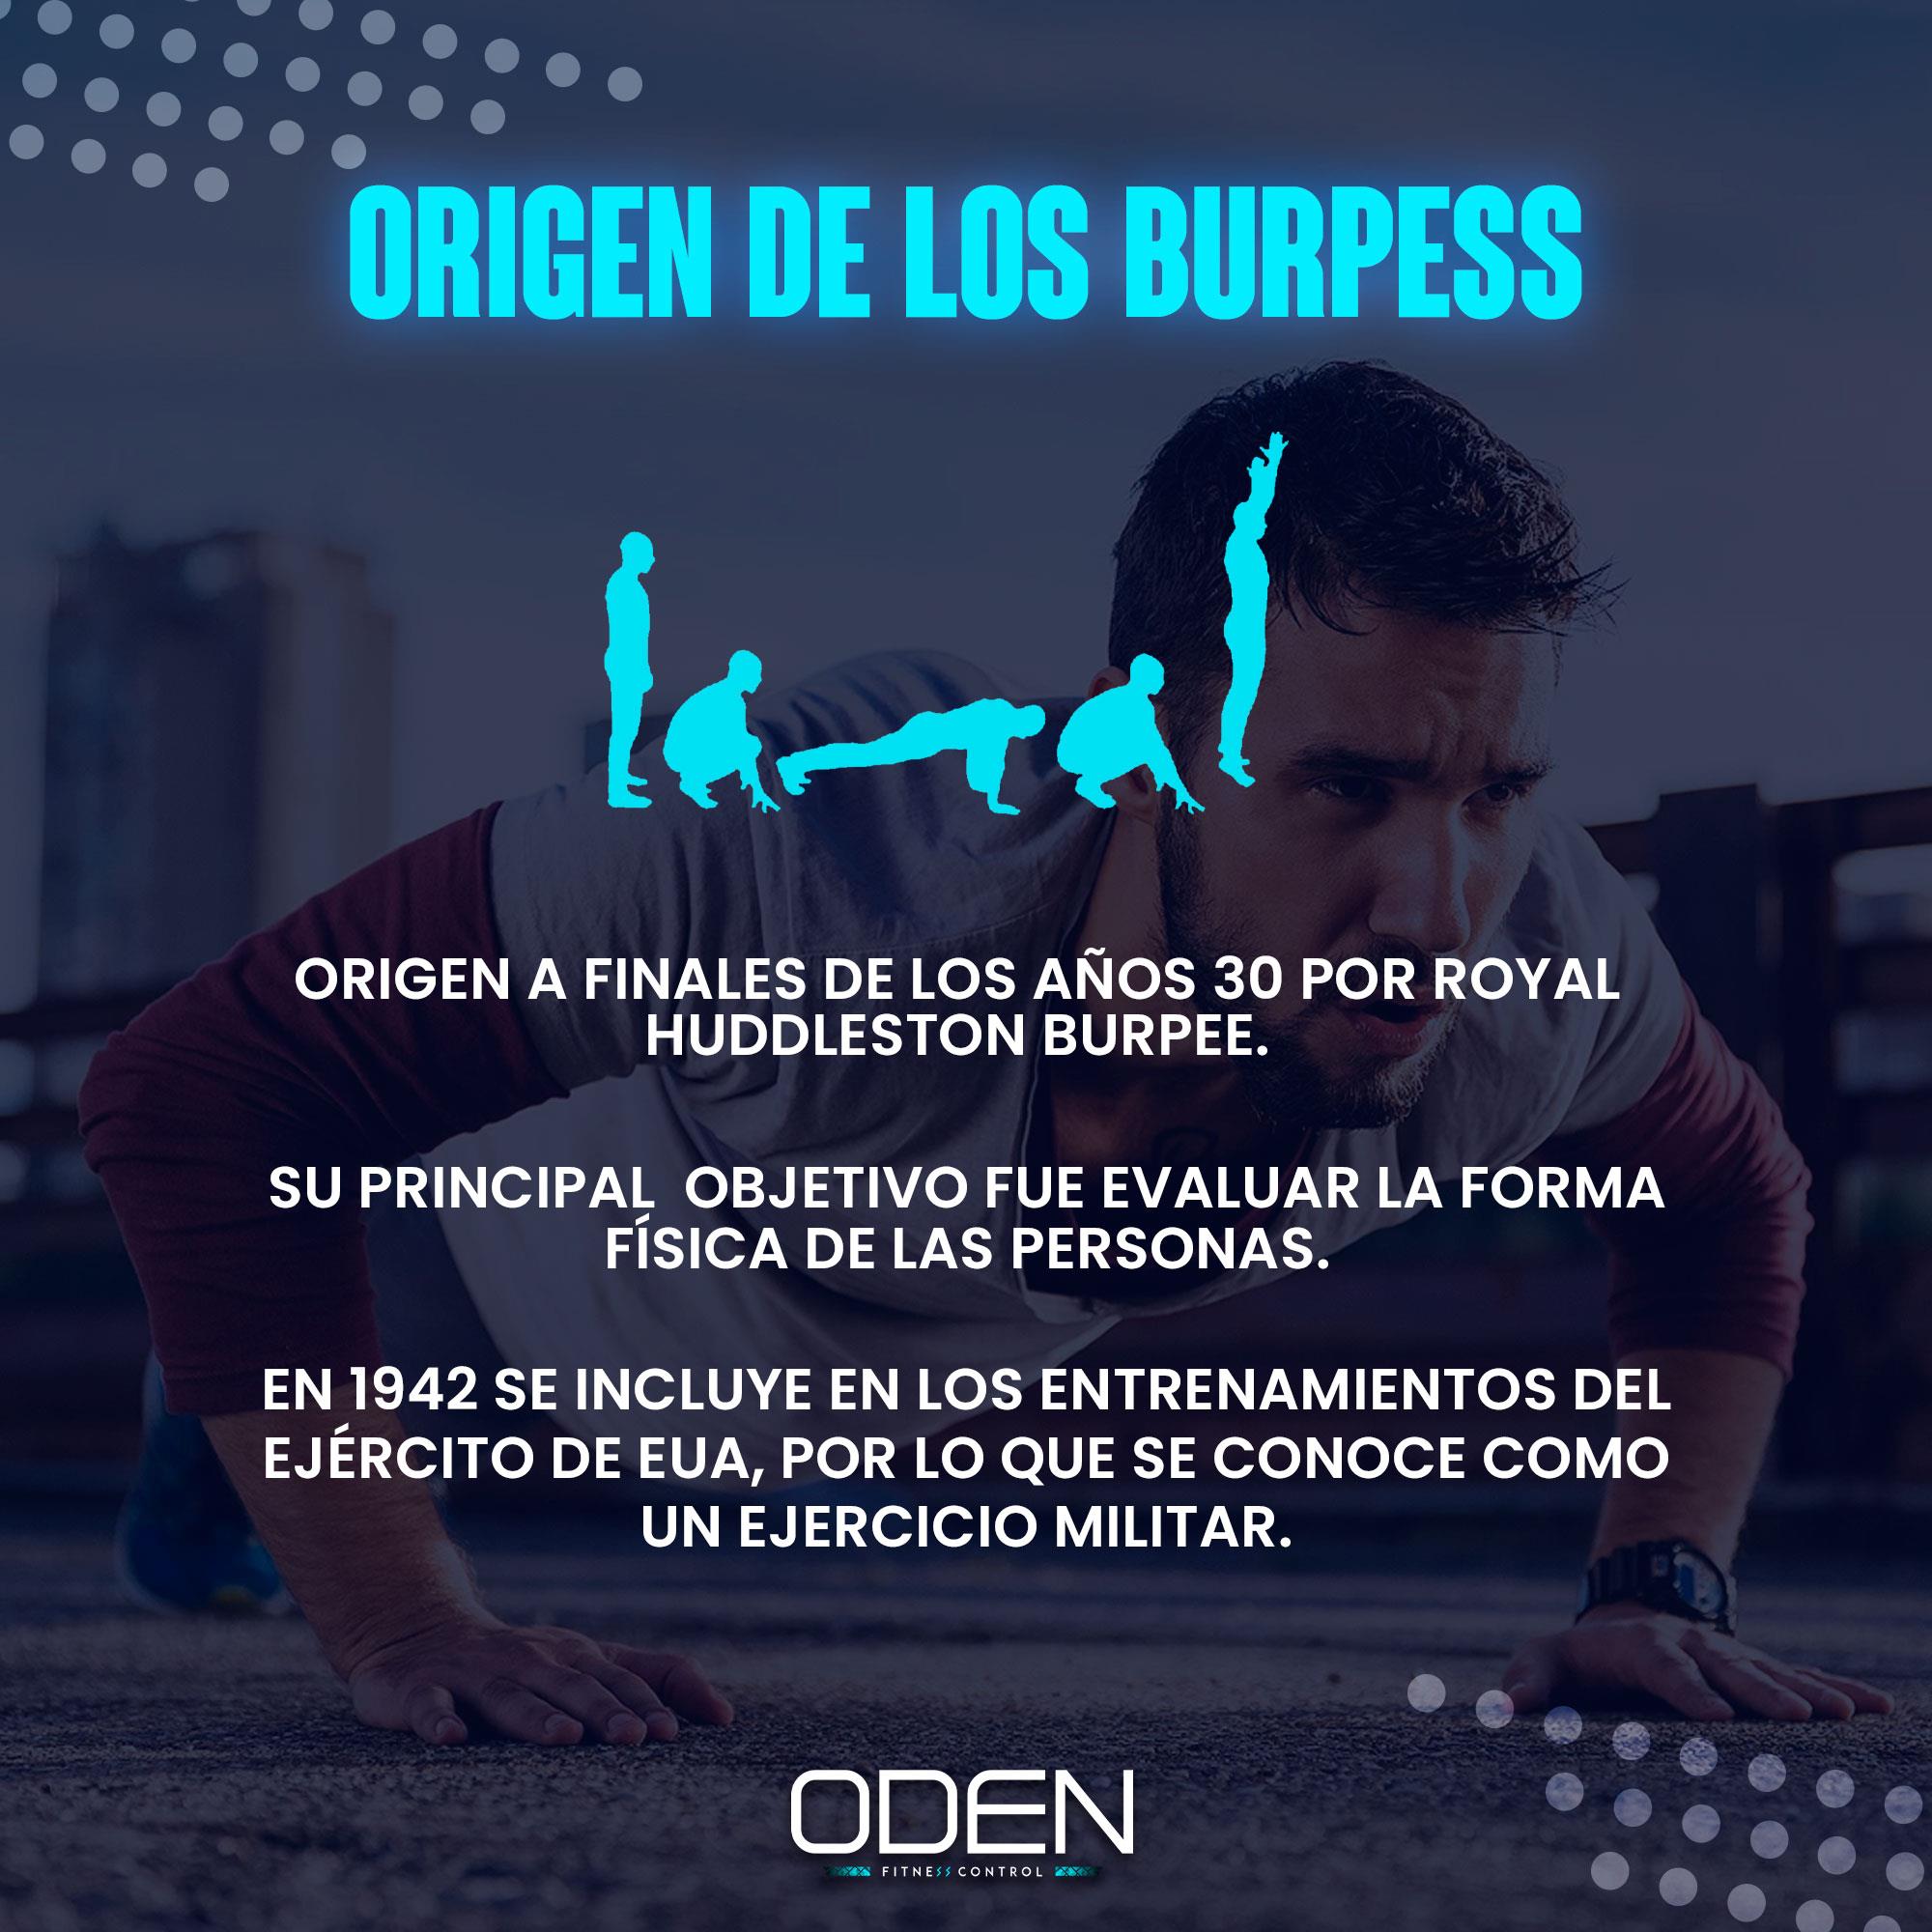 ORIGEN DE LOS BURPESS
ORIGEN A FINALES DE LOS AÑOS 30 POR ROYAL
HUDDLESTON BURPEE.
SU PRINCIPAL OBJETIVO FUE EVALUAR LA FORMA
FÍSICA DE LAS PERSONAS.
EN 1942 SE INCLUYE EN LOS ENTRENAMIENTOS DEL
EJÉRCITO DE EUA, POR LO QUE SE CONOCE COMO
UN EJERCICIO MILITAR.
ODEN
FITNESS CONTROL